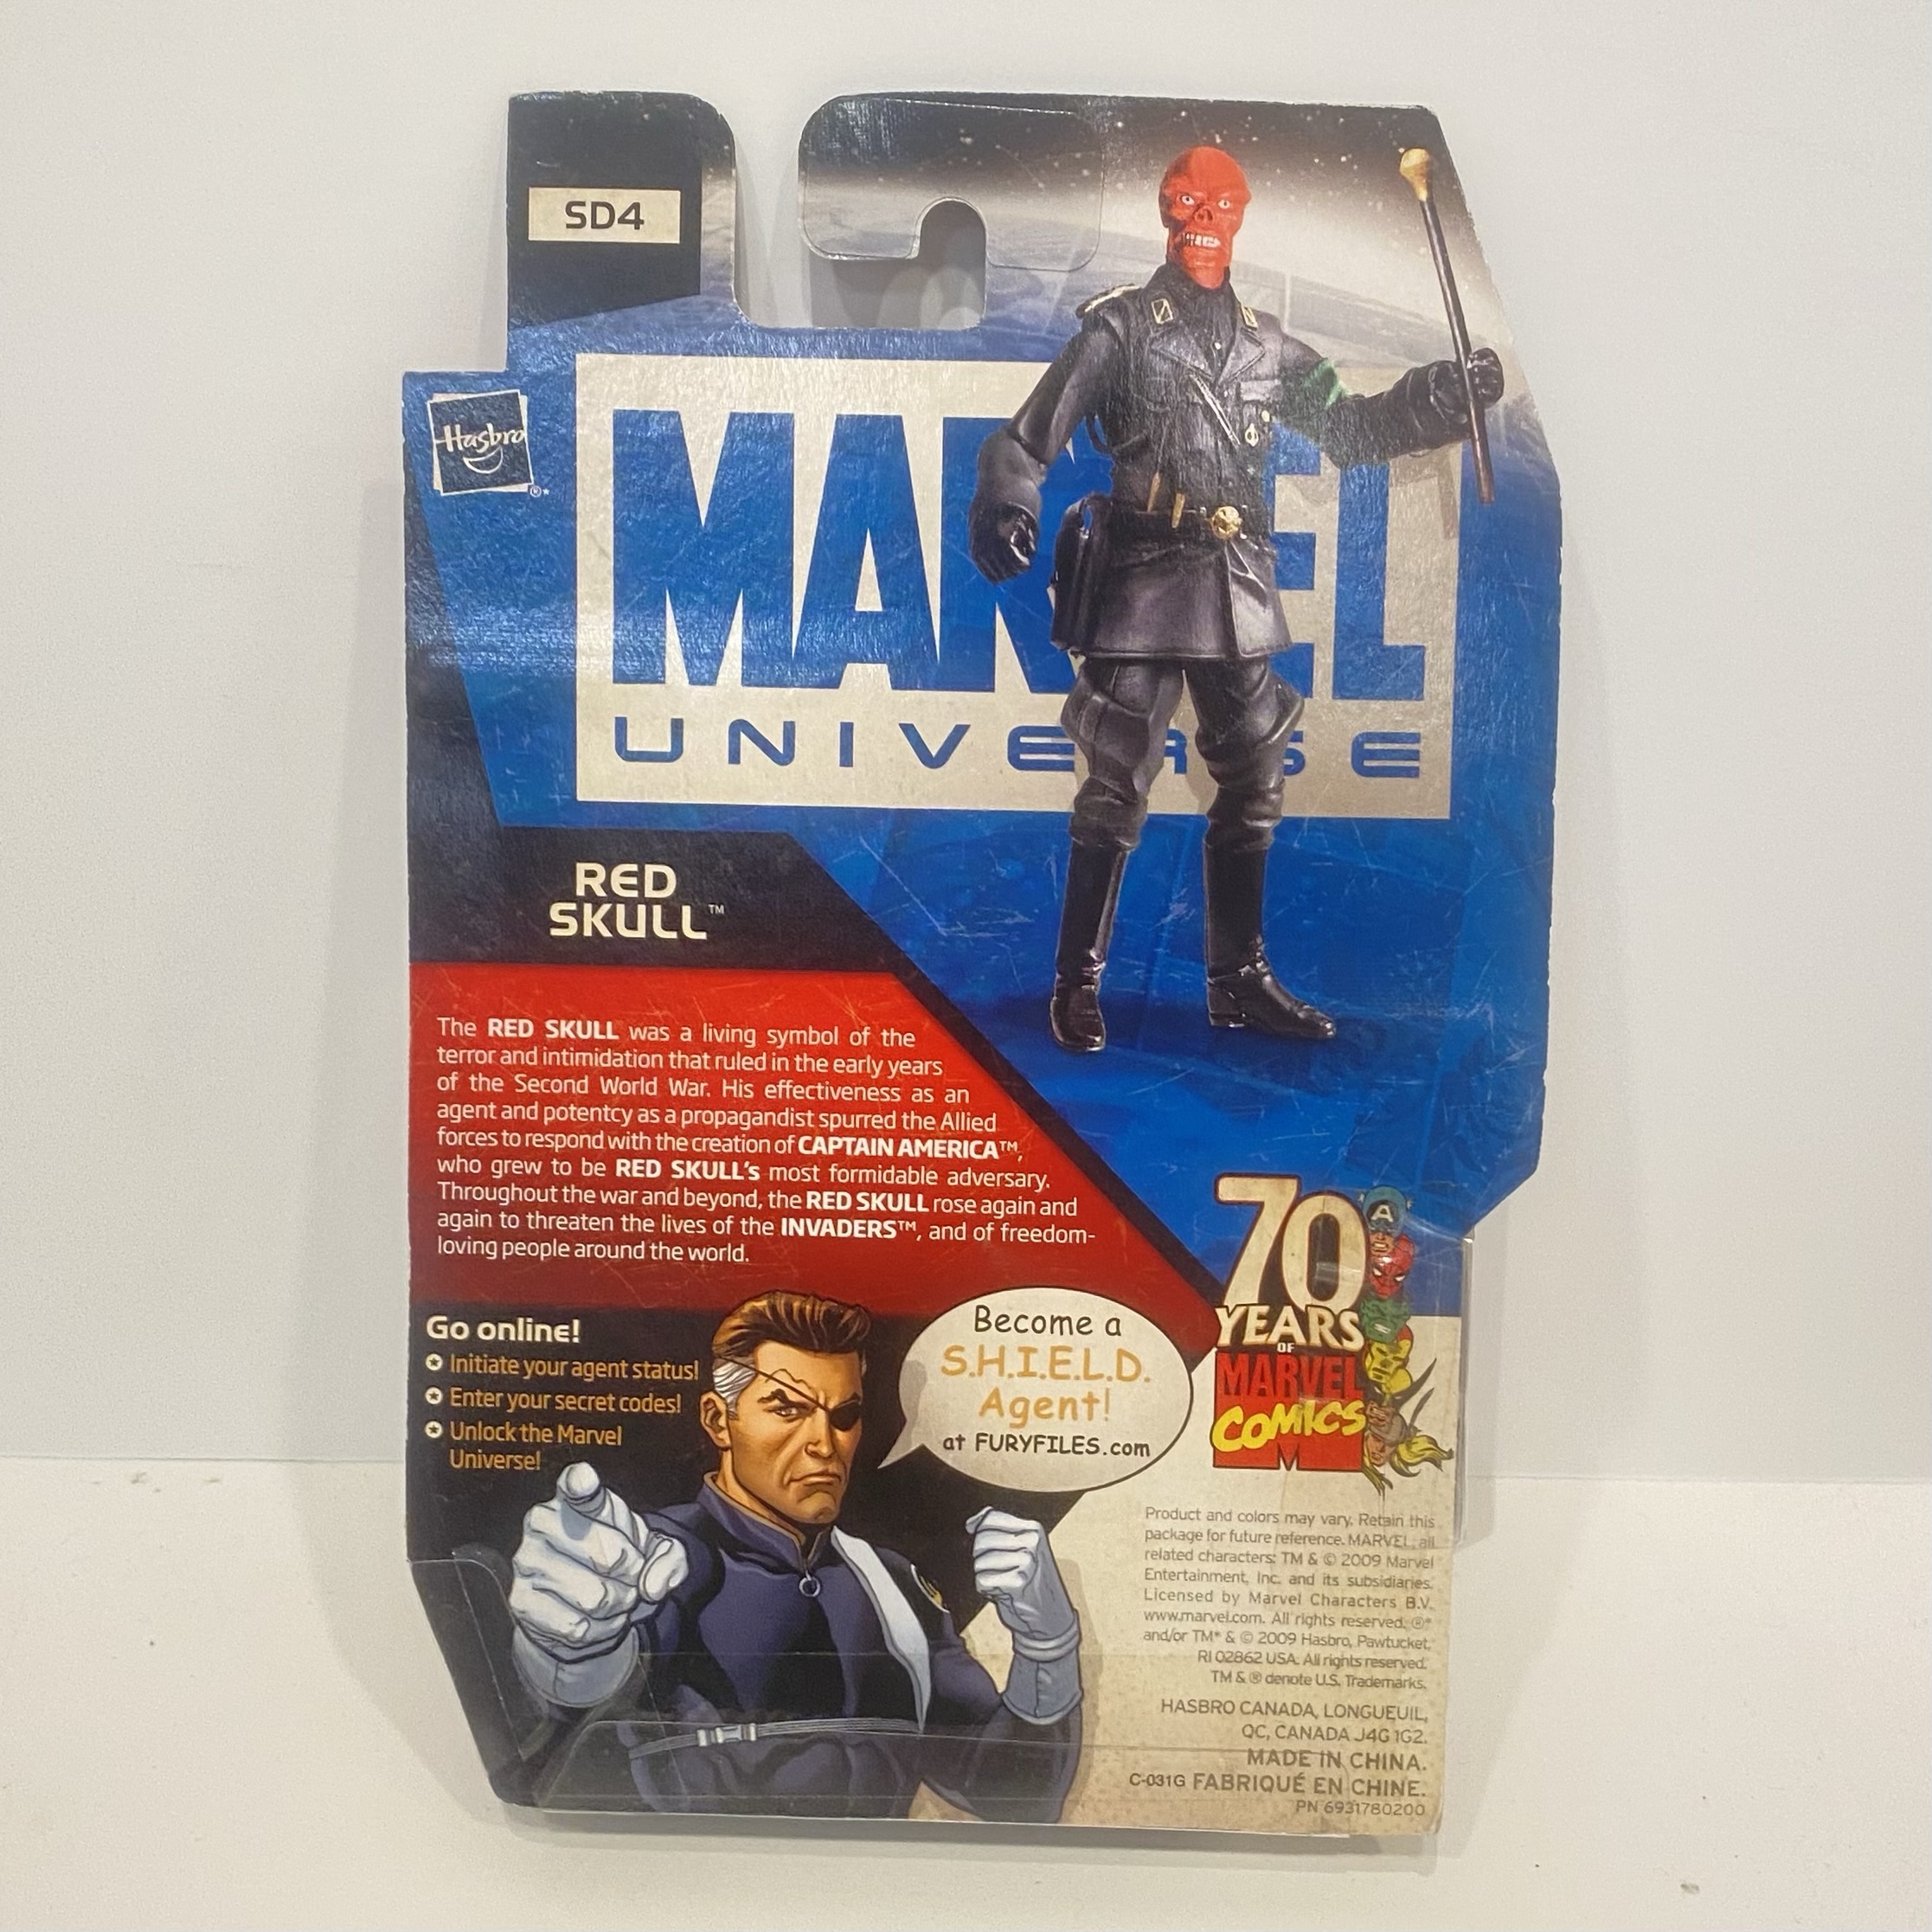 SD4
Hasbro
®*
MARVEL
UNIVERSE
RED
SKULL™
The RED SKULL was a living symbol of the
terror and intimidation that ruled in the early years
of the Second World War. His effectiveness as an
agent and potentcy as a propagandist spurred the Allied
forces to respond with the creation of CAPTAIN AMERICA™,
who grew to be RED SKULL's most formidable adversary.
Throughout the war and beyond, the RED SKULL rose again and
again to threaten the lives of the INVADERS™, and of freedom-
loving people around the world.
Go online!
Initiate your agent status!
Enter your secret codes!
Unlock the Marvel
Universe!
Become a
S.H.I.E.L.D.
Agent!
at FURYFILES.com
70
YEARS
OF
MARVEL
COMICS
Product and colors may vary. Retain this
package for future reference. MARVEL, all
related characters: TM & © 2009 Marvel
Entertainment, Inc. and its subsidiaries.
Licensed by Marvel Characters B.V.
www.marvel.com. All rights reserved. ®*
and/or TM* & © 2009 Hasbro, Pawtucket,
RI 02862 USA. All rights reserved.
TM & ® denote U.S. Trademarks.
HASBRO CANADA, LONGUEUIL,
QC, CANADA J4G 1G2.
MADE IN CHINA.
C-031G FABRIQUÉ EN CHINE.
PN 6931780200